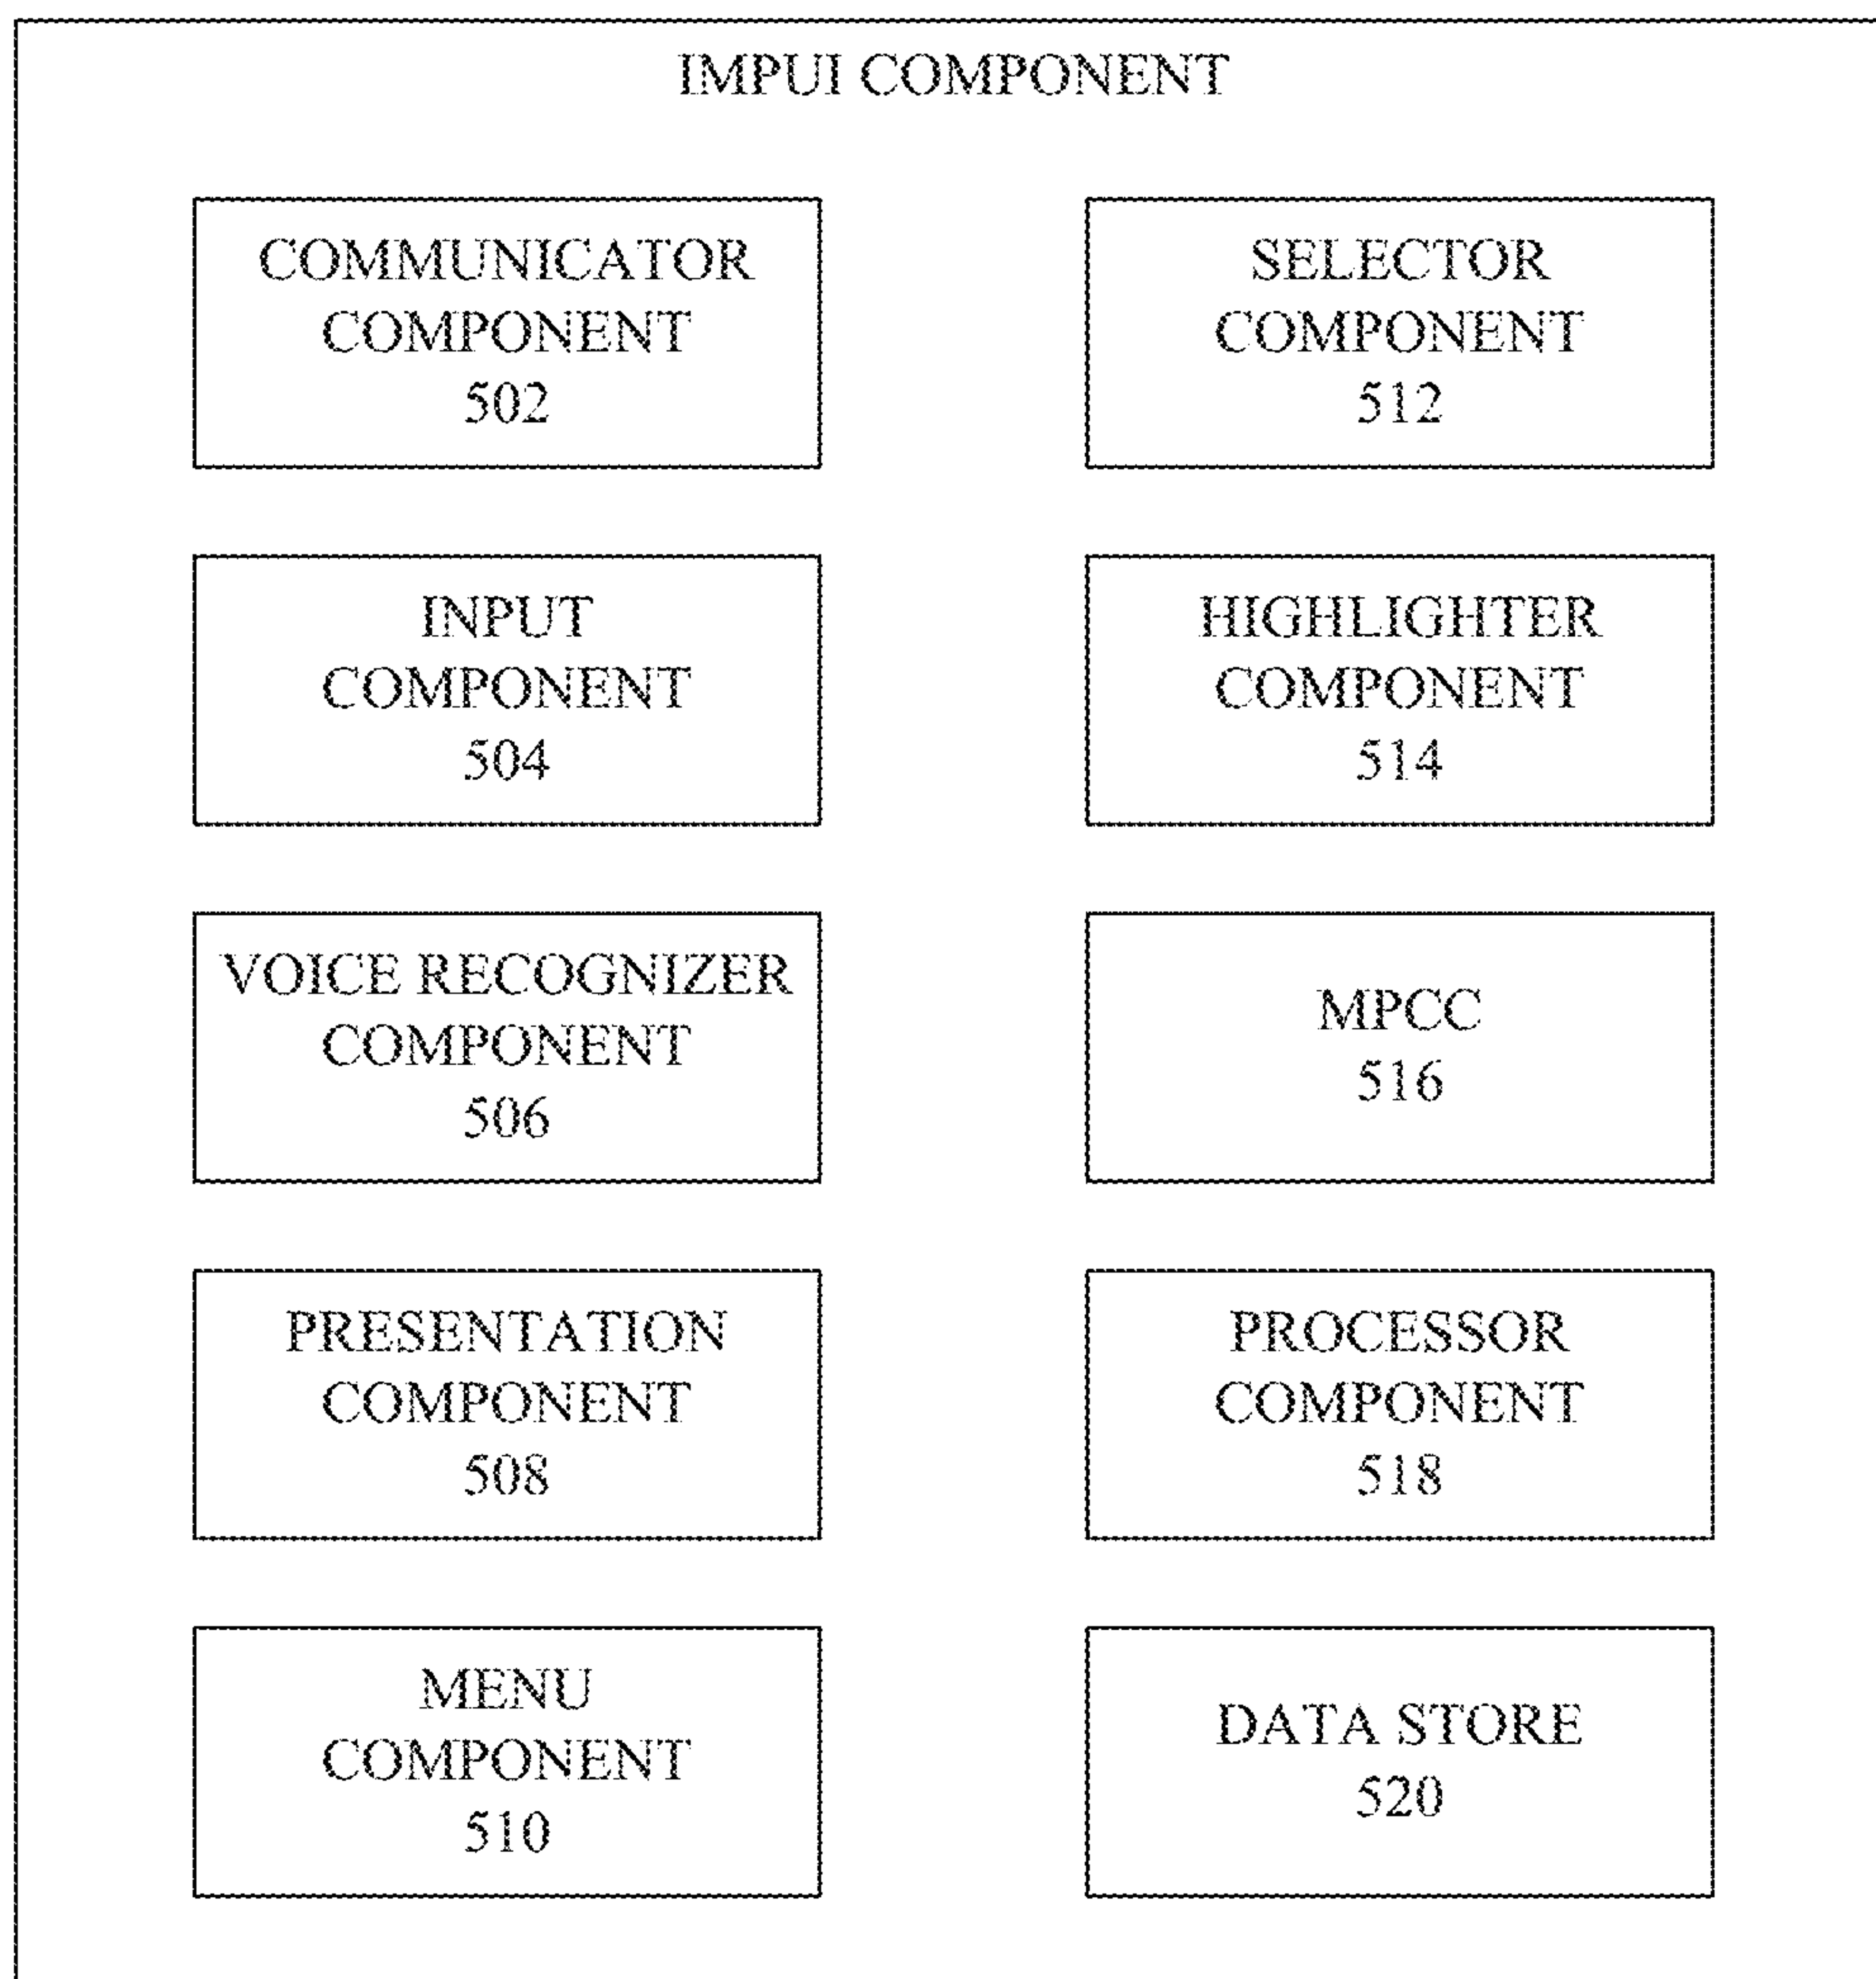 IMPUI COMPONENT
COMMUNICATOR
COMPONENT
502
SELECTOR
COMPONENT
512
INPUT
COMPONENT
504
HIGHLIGHTER
COMPONENT
514
VOICE RECOGNIZER
COMPONENT
506
MPCC
516
PRESENTATION
COMPONENT
508
PROCESSOR
COMPONENT
518
MENU
COMPONENT
510
DATA STORE
520